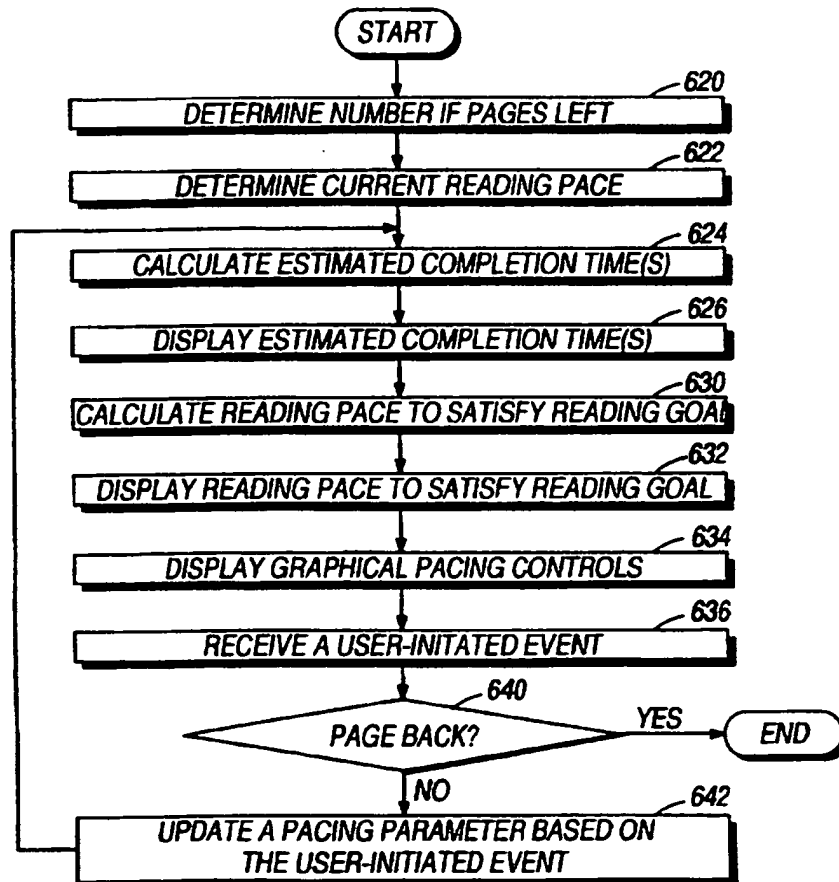 START
620
DETERMINE NUMBER IF PAGES LEFT
622
DETERMINE CURRENT READING PACE
624
CALCULATE ESTIMATED COMPLETION TIME(S)
626
DISPLAY ESTIMATED COMPLETION TIME(S)
630
CALCULATE READING PACE TO SATISFY READING GOAL
632
DISPLAY READING PACE TO SATISFY READING GOAL
634
DISPLAY GRAPHICAL PACING CONTROLS
636
RECEIVE A USER-INITATED EVENT
640
PAGE BACK?
YES
END
NO
642
UPDATE A PACING PARAMETER BASED ON
THE USER-INITIATED EVENT